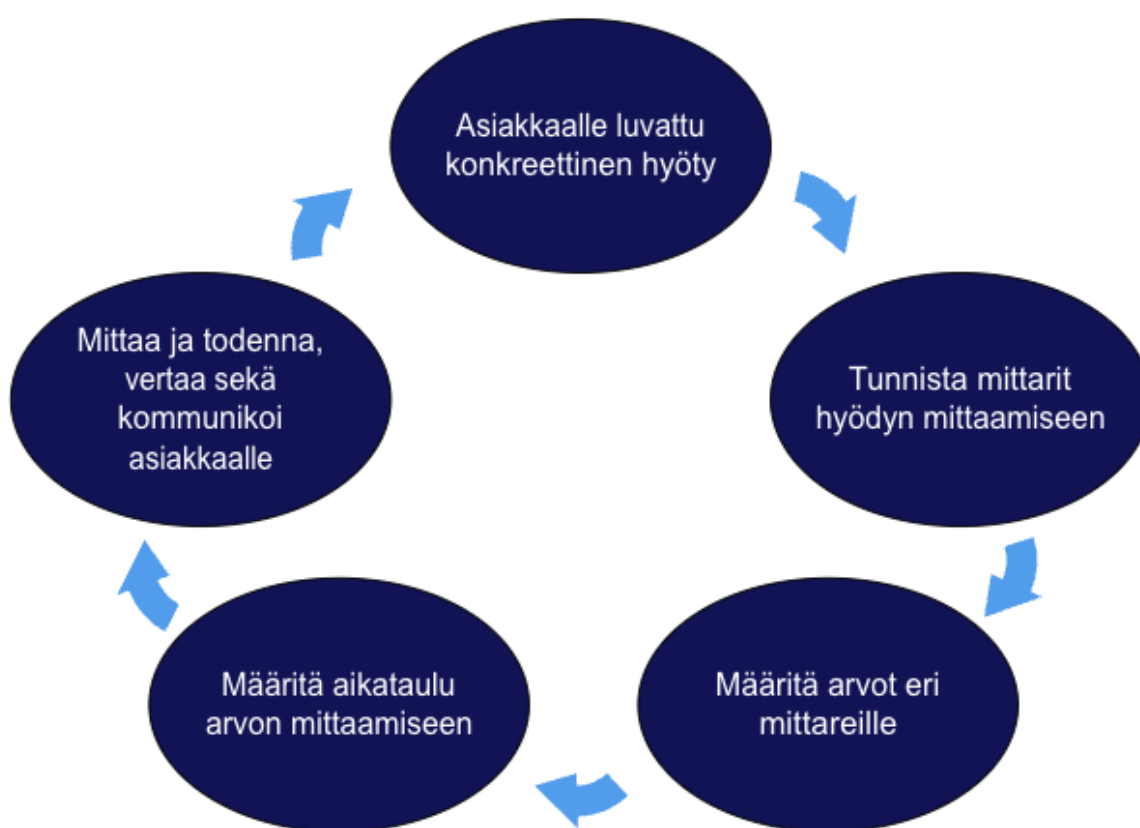 Asiakkaalle luvattu
konkreettinen hyöty
Tunnista mittarit
hyödyn mittaamiseen
Määritä arvot eri
mittareille
Määritä aikataulu
arvon mittaamiseen
Mittaa ja todenna,
vertaa sekä
kommunikoi
asiakkaalle